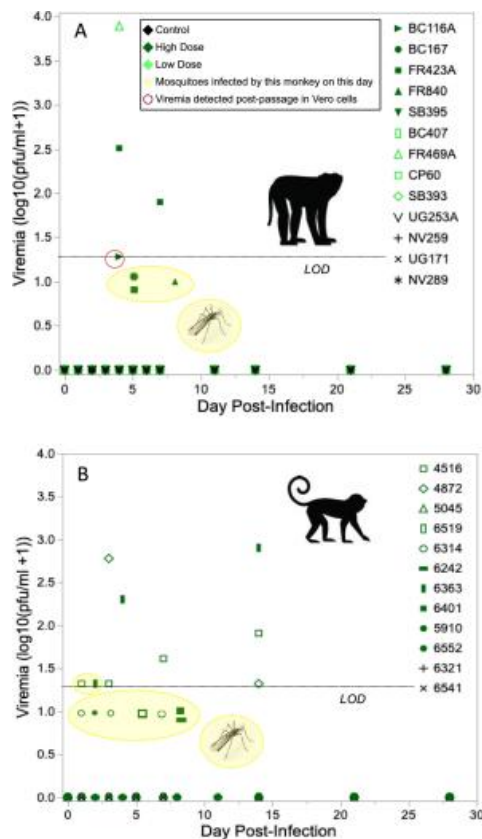 A
Control
High Dose
Low Dose
Mosquitoes infected by this monkey on this day
Viremia detected post-passage in Vero cells
BC116A
BC167
FR423A
FR840
SB395
BC407
FR469A
CP60
SB393
UG253A
NV259
UG171
NV289
Viremia (log10(pfu/ml+1))
4.0
3.5
3.0
2.5
2.0
1.5
1.0
0.5
0.0
LOD
0 5 10 15 20 25 30
Day Post-Infection
B
4516
4872
5045
6519
6314
6242
6363
6401
5910
6552
6321
6541
Viremia (log10(pfu/ml +1))
4.0
3.5
3.0
2.5
2.0
1.5
1.0
0.5
0.0
LOD
0 5 10 15 20 25 30
Day Post-Infection